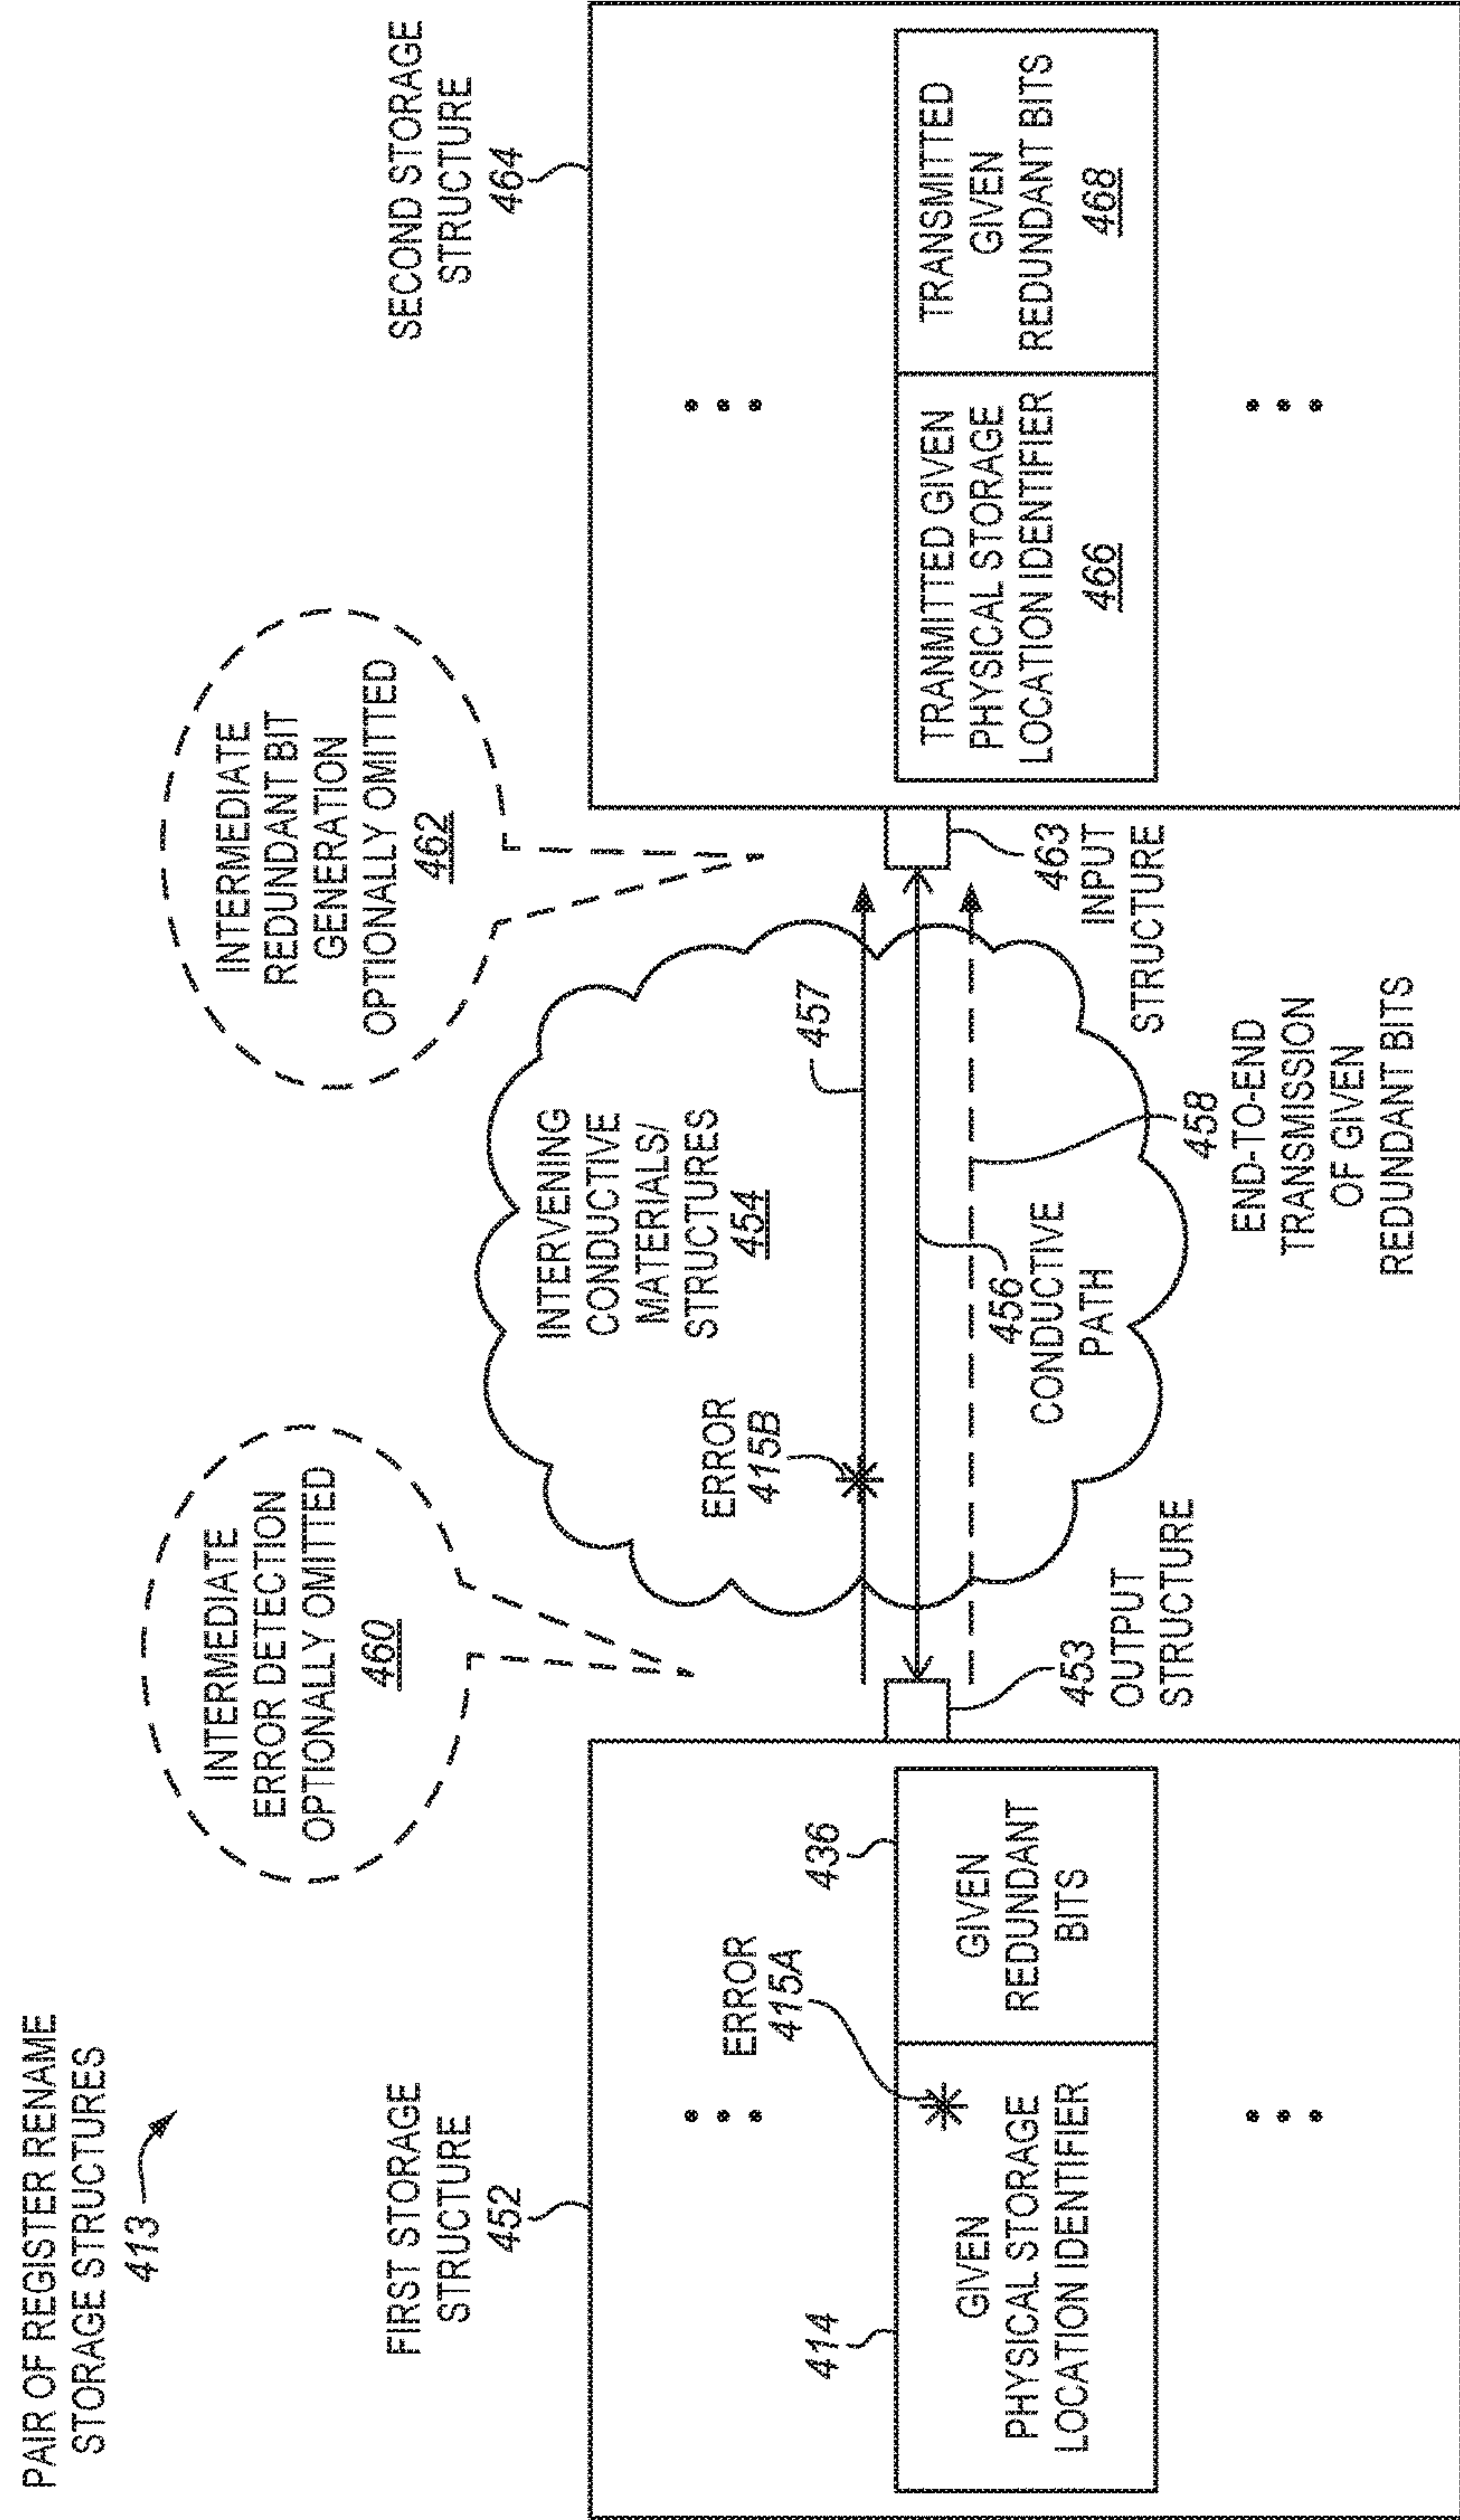 PAIR OF REGISTER RENAME
STORAGE STRUCTURES
413
FIRST STORAGE
STRUCTURE
452
414
GIVEN
PHYSICAL STORAGE
LOCATION IDENTIFIER
ERROR
415A
436
GIVEN
REDUNDANT
BITS
INTERMEDIATE
ERROR DETECTION
OPTIONALLY OMITTED
460
453
OUTPUT
STRUCTURE
ERROR
415B
INTERVENING
CONDUCTIVE
MATERIALS/
STRUCTURES
454
457
456
CONDUCTIVE
PATH
458
END-TO-END
TRANSMISSION
OF GIVEN
REDUNDANT BITS
INTERMEDIATE
REDUNDANT BIT
GENERATION
OPTIONALLY OMITTED
462
463
INPUT
STRUCTURE
SECOND STORAGE
STRUCTURE
464
TRANMITTED GIVEN
PHYSICAL STORAGE
LOCATION IDENTIFIER
466
TRANSMITTED
GIVEN
REDUNDANT BITS
468